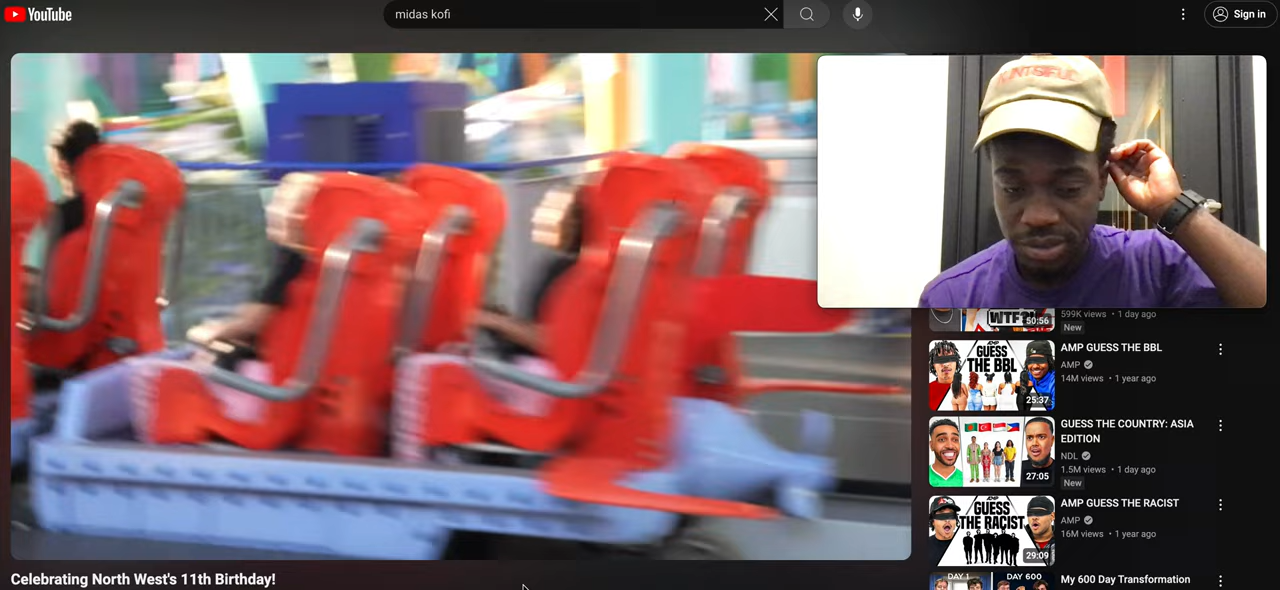 YouTube
midas kofi
Sign in
WTF?!
50:56
599K views • 1 day ago
New
AMP
GUESS
THE BBL
25:37
AMP GUESS THE BBL
AMP
14M views • 1 year ago
27:05
GUESS THE COUNTRY: ASIA
EDITION
NDL
1.5M views • 1 day ago
New
AMP
GUESS
THE RACIST
29:09
AMP GUESS THE RACIST
AMP
16M views • 1 year ago
DAY 1
DAY 600
My 600 Day Transformation
Celebrating North West's 11th Birthday!